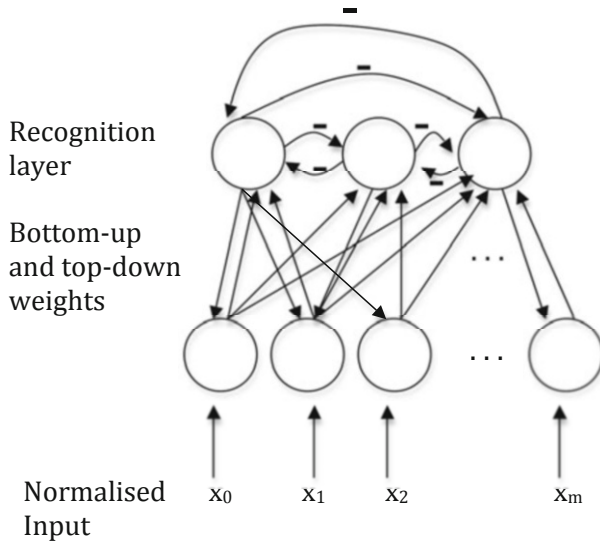 -
-
Recognition
layer
- -
- -
Bottom-up
and top-down
weights
...
...
x0 x1 x2 xm
Normalised
Input